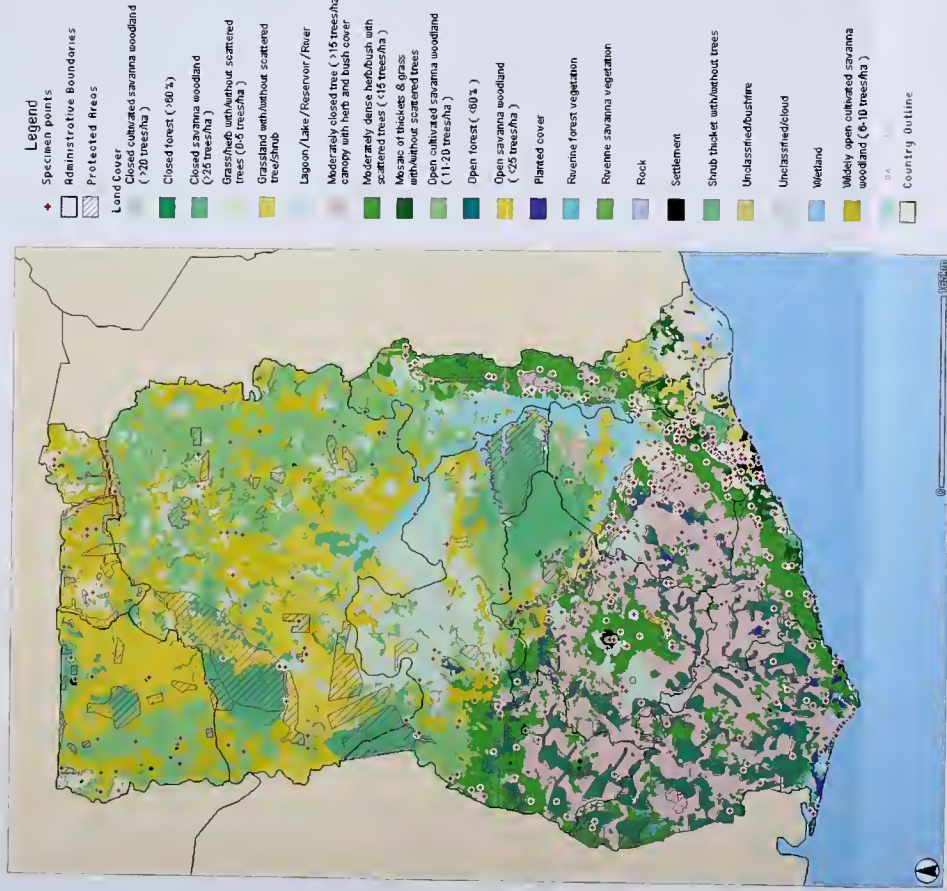 Legend
Specimen points
Administrative Boundaries
Protected Areas
Land Cover
Closed cultivated savanna woodland
( >20 trees/ha )
Closed forest ( >60 %)
Closed savanna woodland
(>25 trees/ha )
Grass/herb with/without scattered
trees (0-5 trees/ha )
Grassland with/without scattered
tree/shrub
Lagoon/Lake/Reservoir/River
Moderately closed tree ( >15 trees/ha)
canopy with herb and bush cover
Moderately dense herb/bush with
scattered trees ( <15 trees/ha )
Mosaic of thickets & grass
with/without scattered trees
Open cultivated savanna woodland
( 11-20 trees/ha )
Open forest ( <60 % )
Open savanna woodland
( <25 trees/ha )
Planted cover
Riverine forest vegetation
Riverine savanna vegetation
Rock
Settlement
Shrub thicket with/without trees
Unclassified/bushfire
Unclassified/cloud
Wetland
Widely open cultivated savanna
woodland ( 6-10 trees/ha )
Country Outline
0